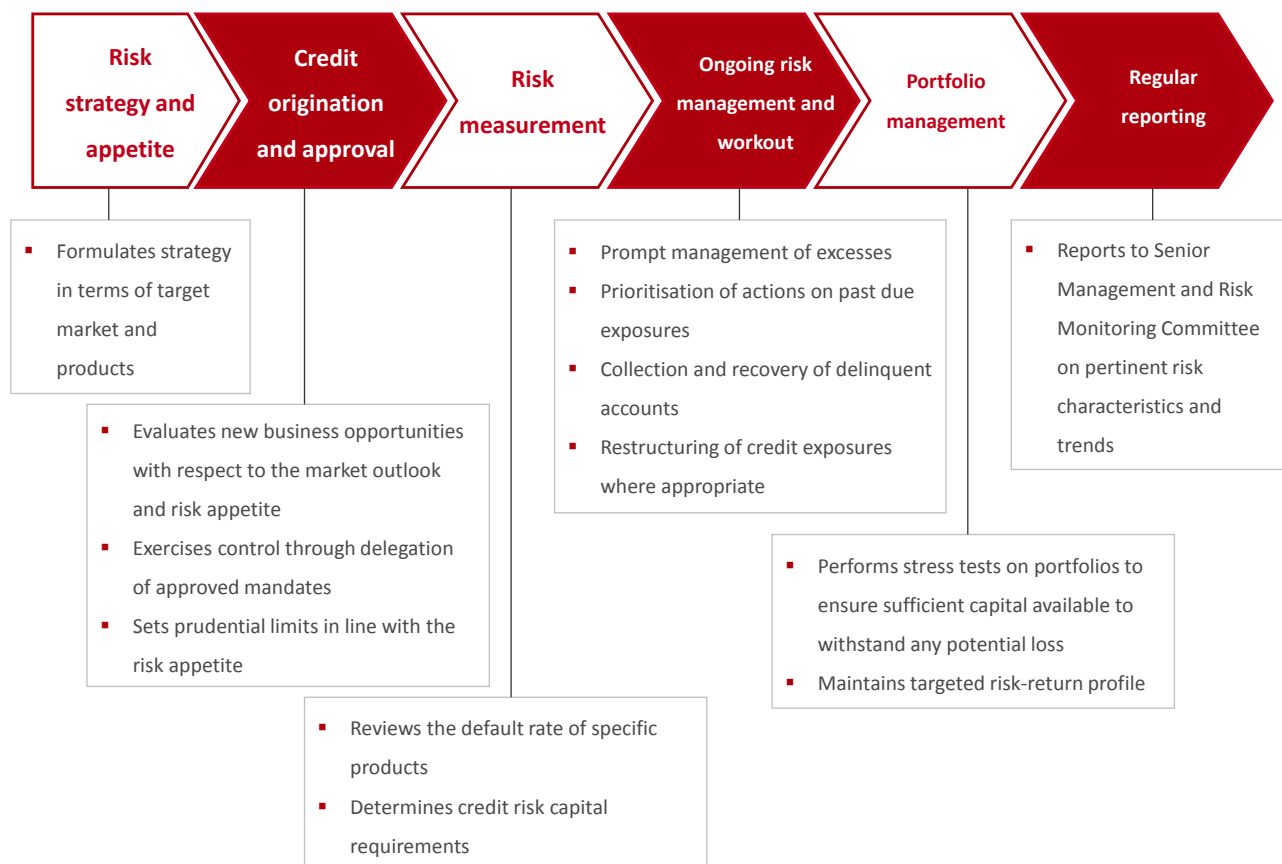 Risk
strategy and
appetite
Credit
origination
and approval
Risk
measurement
Ongoing risk
management and
workout
Portfolio
management
Regular
reporting
▪ Formulates strategy
in terms of target
market and
products
▪ Evaluates new business opportunities
with respect to the market outlook
and risk appetite
▪ Exercises control through delegation
of approved mandates
▪ Sets prudential limits in line with the
risk appetite
▪ Reviews the default rate of specific
products
▪ Determines credit risk capital
requirements
▪ Prompt management of excesses
▪ Prioritisation of actions on past due
exposures
▪ Collection and recovery of delinquent
accounts
▪ Restructuring of credit exposures
where appropriate
▪ Performs stress tests on portfolios to
ensure sufficient capital available to
withstand any potential loss
▪ Maintains targeted risk-return profile
▪ Reports to Senior
Management and Risk
Monitoring Committee
on pertinent risk
characteristics and
trends